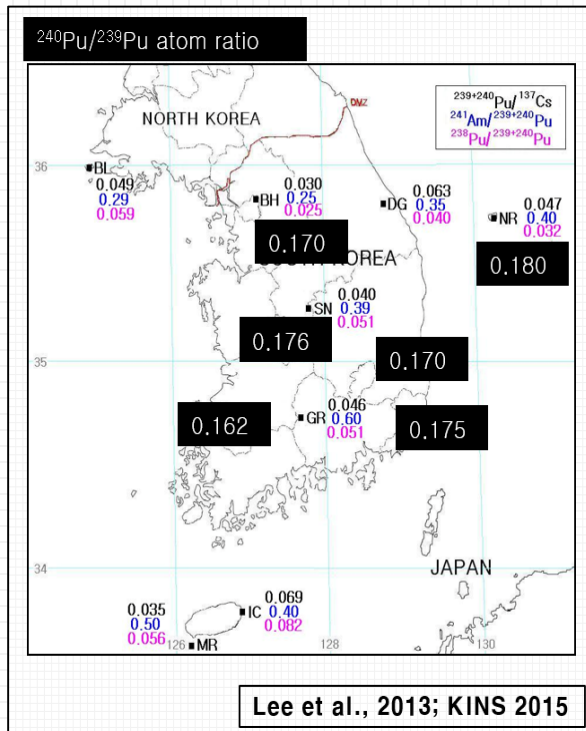 ²⁴⁰Pu/²³⁹Pu atom ratio
²³⁹⁺²⁴⁰Pu/¹³⁷Cs
²⁴¹Am/²³⁹⁺²⁴⁰Pu
²³⁸Pu/²³⁹⁺²⁴⁰Pu
DMZ
NORTH KOREA
36
BL
0.049
0.29
0.059
BH
0.030
0.25
0.025
DG
0.063
0.35
0.040
NR
0.047
0.40
0.032
0.170
SOUTH KOREA
0.180
SN
0.040
0.39
0.051
0.176
35
0.170
0.162
GR
0.046
0.60
0.051
0.175
34
JAPAN
IC
0.069
0.40
0.082
0.035
0.50
0.056
MR
126
128
130
Lee et al., 2013; KINS 2015